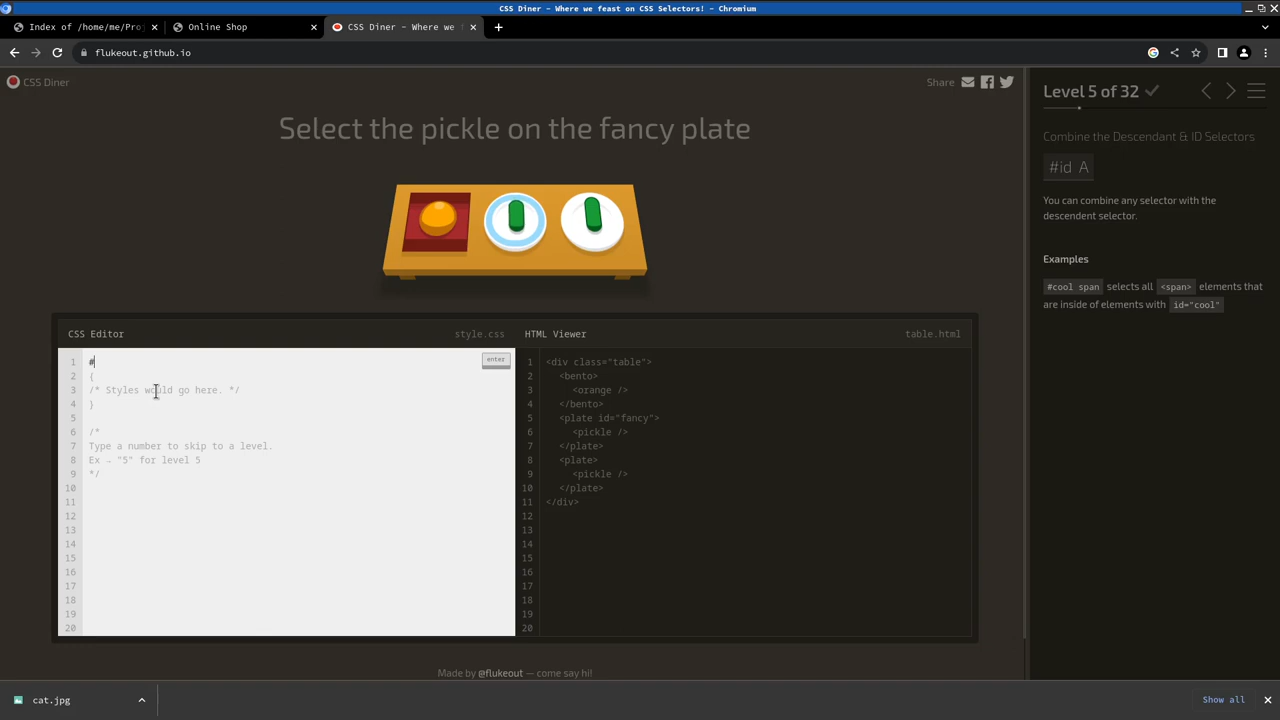 CSS Diner - Where we feast on CSS Selectors! - Chromium
Index of /home/me/Proj
Online Shop
CSS Diner - Where we f
flukeout.github.io
CSS Diner
Share
Select the pickle on the fancy plate
CSS Editor
style.css
enter
1 #
2 {
3 /* Styles would go here. */
4 }
5
6 /*
7 Type a number to skip to a level.
8 Ex → "5" for level 5
9 */
10
11
12
13
14
15
16
17
18
19
20
HTML Viewer
table.html
1 <div class="table">
2 <bento>
3 <orange />
4 </bento>
5 <plate id="fancy">
6 <pickle />
7 </plate>
8 <plate>
9 <pickle />
10 </plate>
11 </div>
12
13
14
15
16
17
18
19
20
Made by @flukeout — come say hi!
Level 5 of 32
Combine the Descendant & ID Selectors
#id A
You can combine any selector with the
descendent selector.
Examples
#cool span selects all <span> elements that
are inside of elements with id="cool"
cat.jpg
Show all